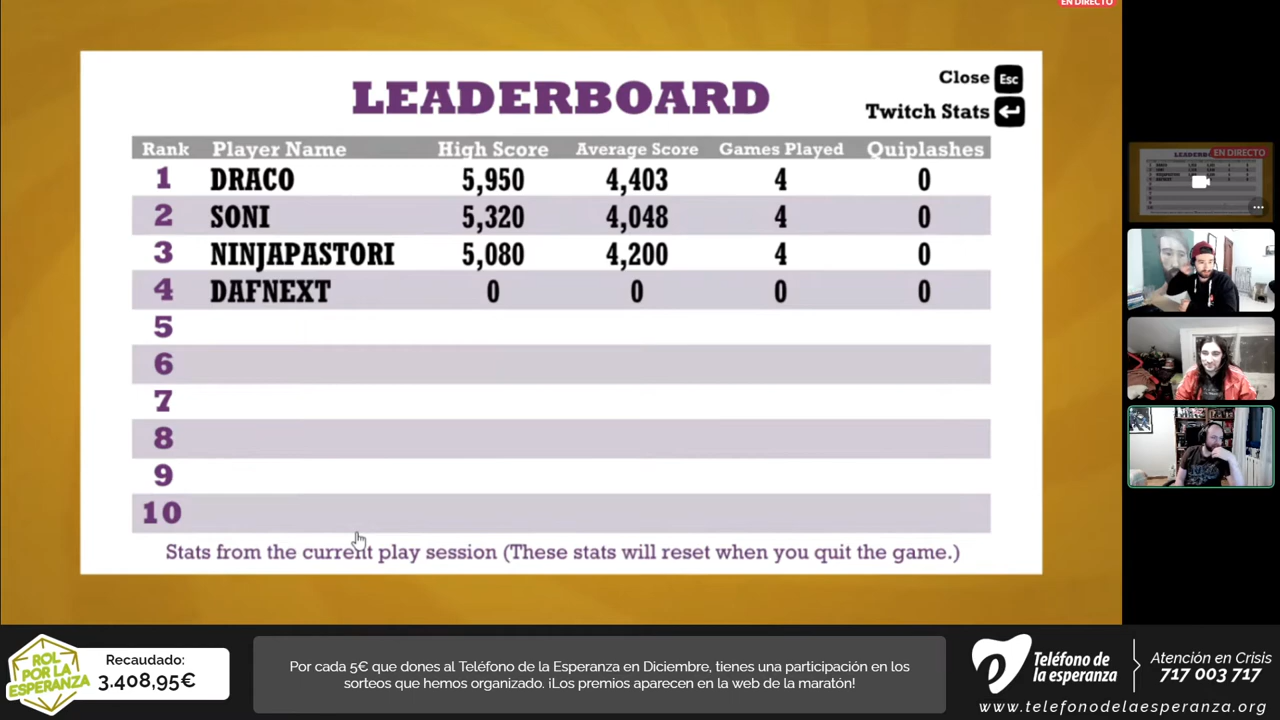 EN DIRECTO
LEADERBOARD
Close Esc
Twitch Stats
Rank Player Name High Score Average Score Games Played Quiplashes
1 DRACO 5,950 4,403 4 0
2 SONI 5,320 4,048 4 0
3 NINJAPASTORI 5,080 4,200 4 0
4 DAFNEXT 0 0 0 0
5
6
7
8
9
10
Stats from the current play session (These stats will reset when you quit the game.)
EN DIRECTO
ROL
POR LA
ESPERANZA
Recaudado:
3.408,95€
Por cada 5€ que dones al Teléfono de la Esperanza en Diciembre, tienes una participación en los
sorteos que hemos organizado. ¡Los premios aparecen en la web de la maratón!
Teléfono de
la esperanza
Atención en Crisis
717 003 717
www.telefonodelaesperanza.org